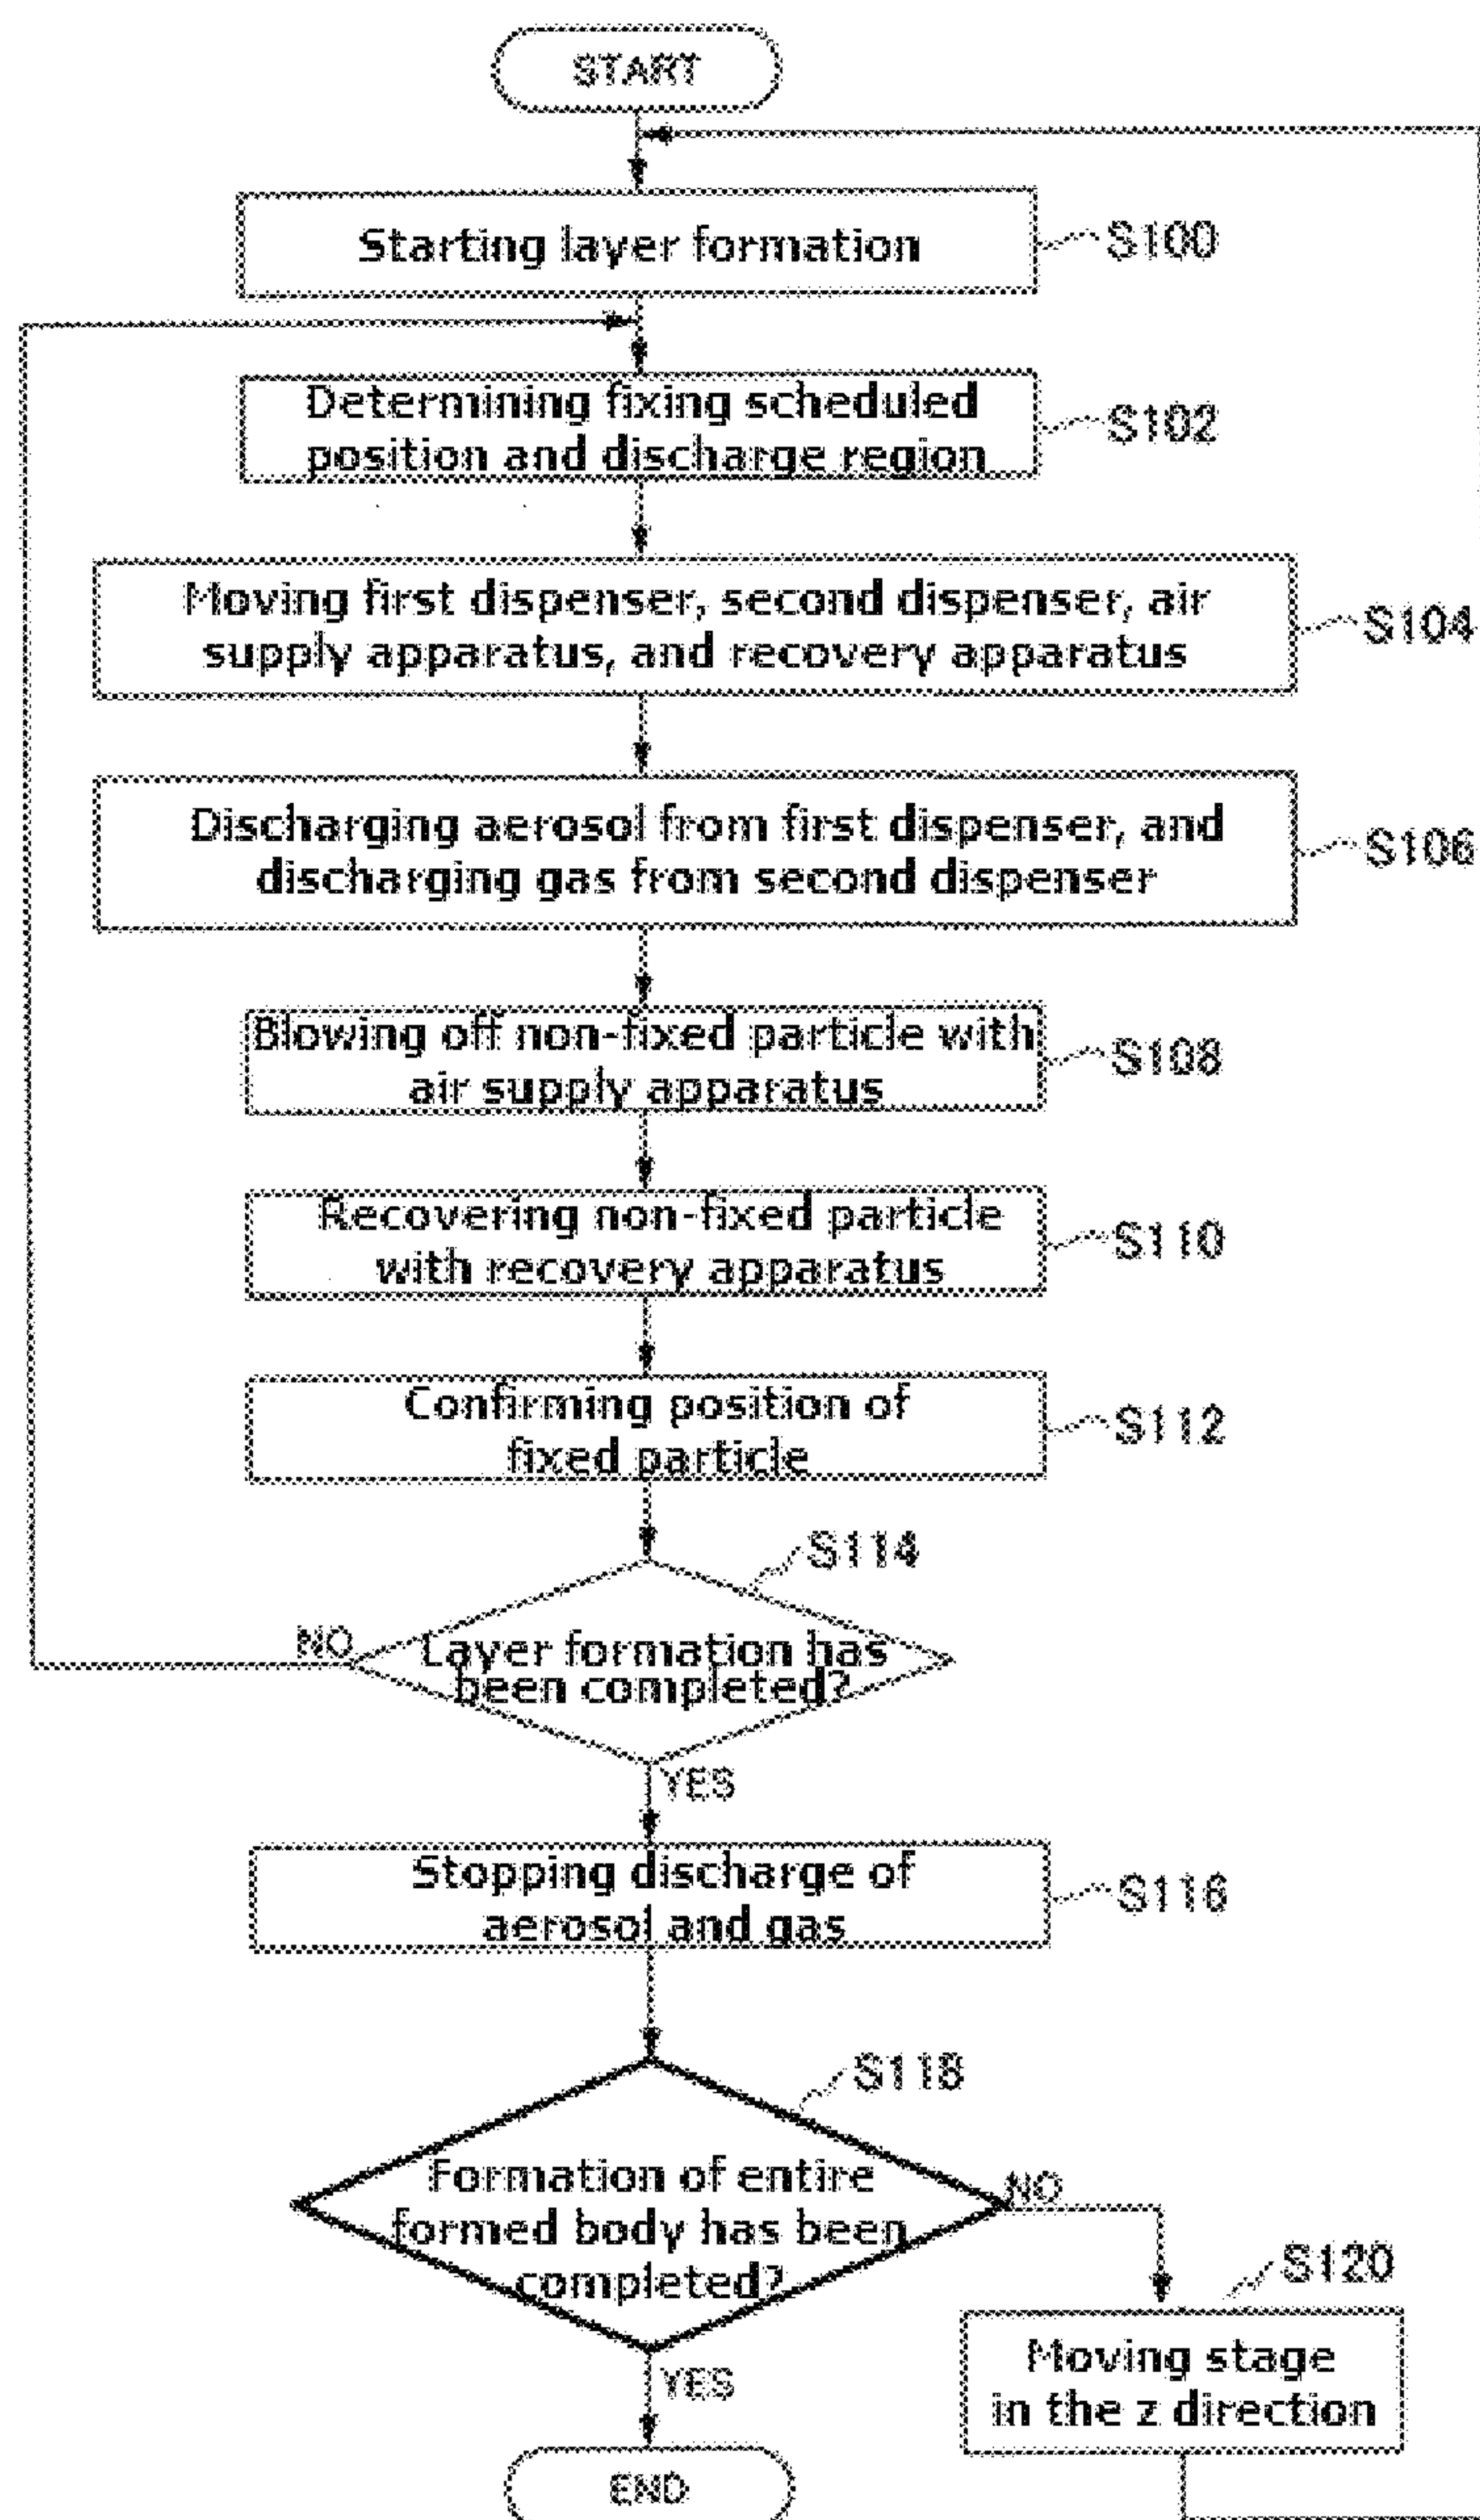 START
Starting layer formation
S100
Determining fixing scheduled
position and discharge region
S102
Moving first dispenser, second dispenser, air
supply apparatus, and recovery apparatus
S104
Discharging aerosol from first dispenser, and
discharging gas from second dispenser
S106
Blowing off non-fixed particle with
air supply apparatus
S108
Recovering non-fixed particle
with recovery apparatus
S110
Confirming position of
fixed particle
S112
S114
NO
Layer formation has
been completed?
YES
Stopping discharge of
aerosol and gas
S116
S118
Formation of entire
formed body has been
completed?
NO
S120
Moving stage
in the z direction
YES
END